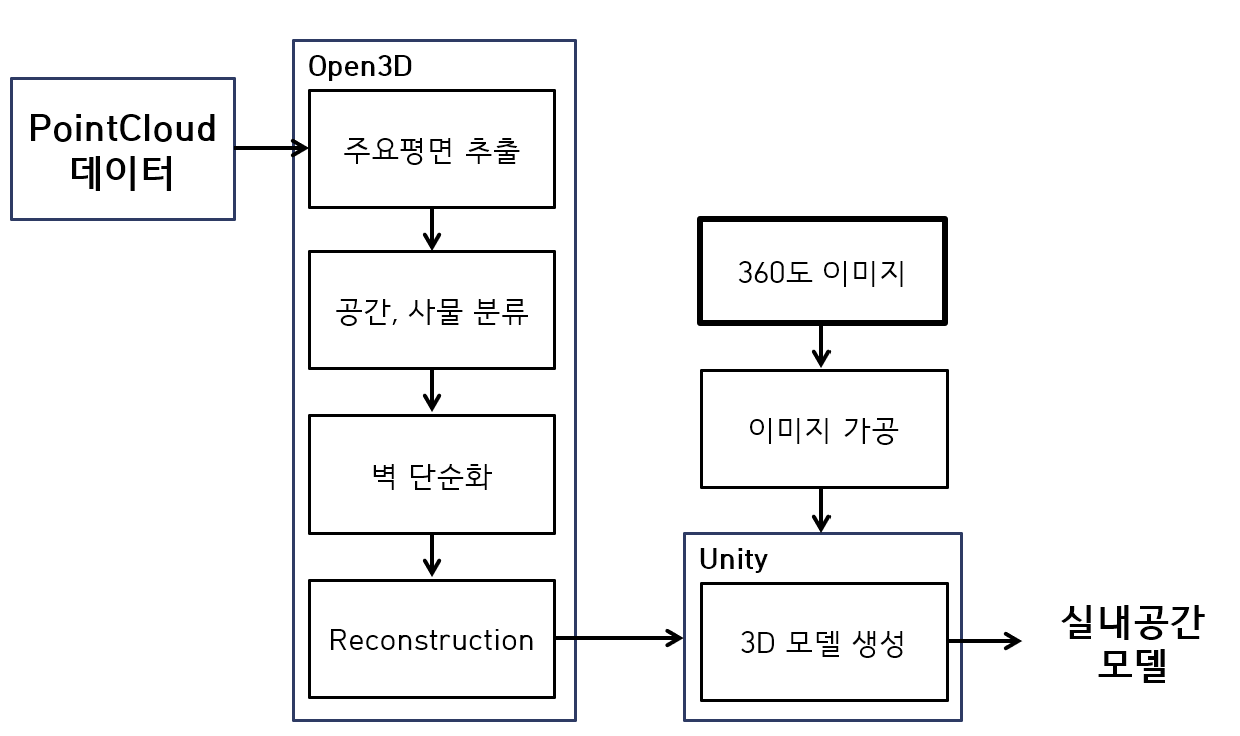 PointCloud
데이터
Open3D
주요평면 추출
공간, 사물 분류
벽 단순화
Reconstruction
360도 이미지
이미지 가공
Unity
3D 모델 생성
실내공간
모델